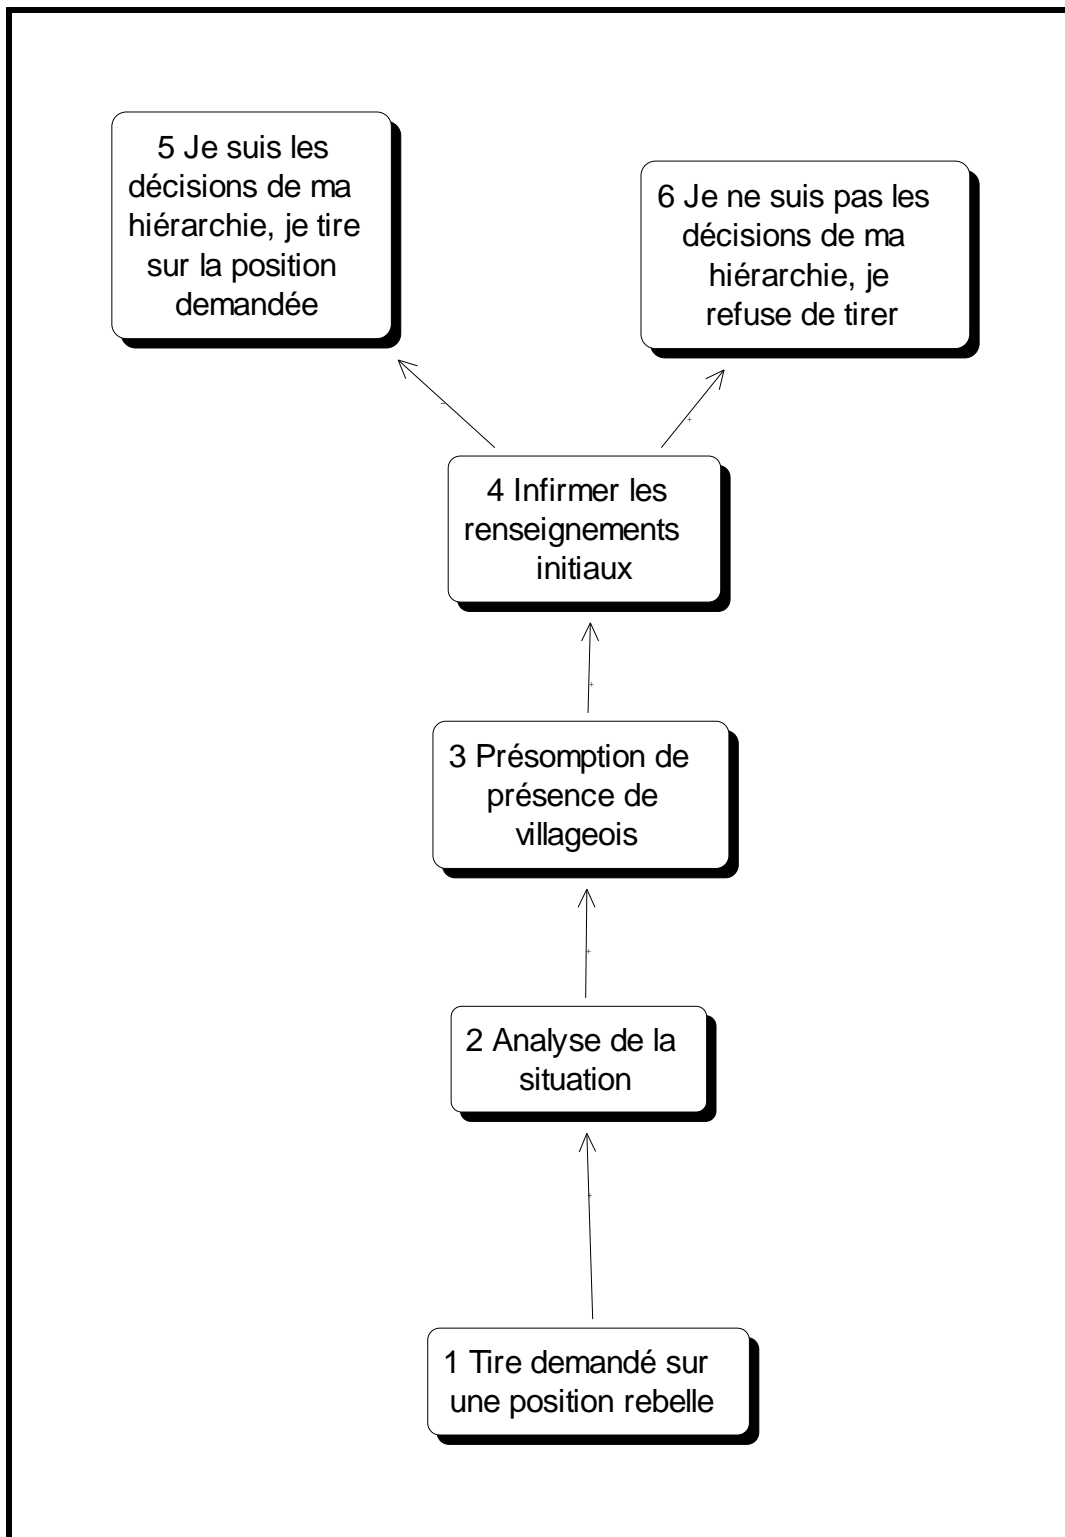 5 Je suis les
décisions de ma
hiérarchie, je tire
sur la position
demandée
6 Je ne suis pas les
décisions de ma
hiérarchie, je
refuse de tirer
-
+
4 Infirmer les
renseignements
initiaux
+
3 Présomption de
présence de
villageois
+
2 Analyse de la
situation
+
1 Tire demandé sur
une position rebelle